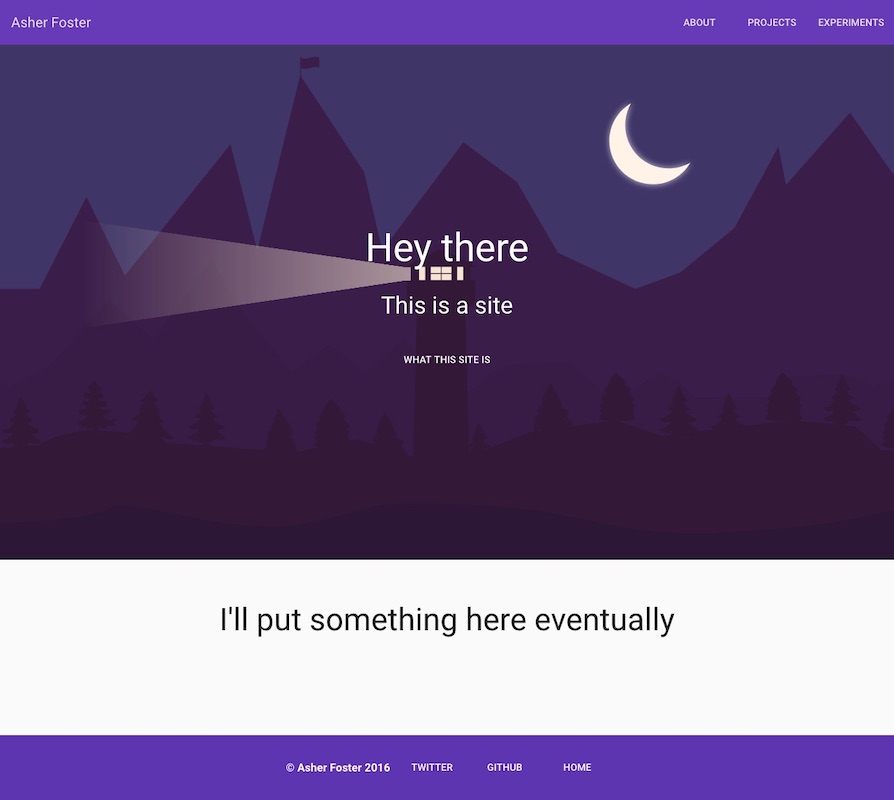 Asher Foster
ABOUT PROJECTS EXPERIMENTS
Hey there
This is a site
WHAT THIS SITE IS
I'll put something here eventually
© Asher Foster 2016 TWITTER GITHUB HOME